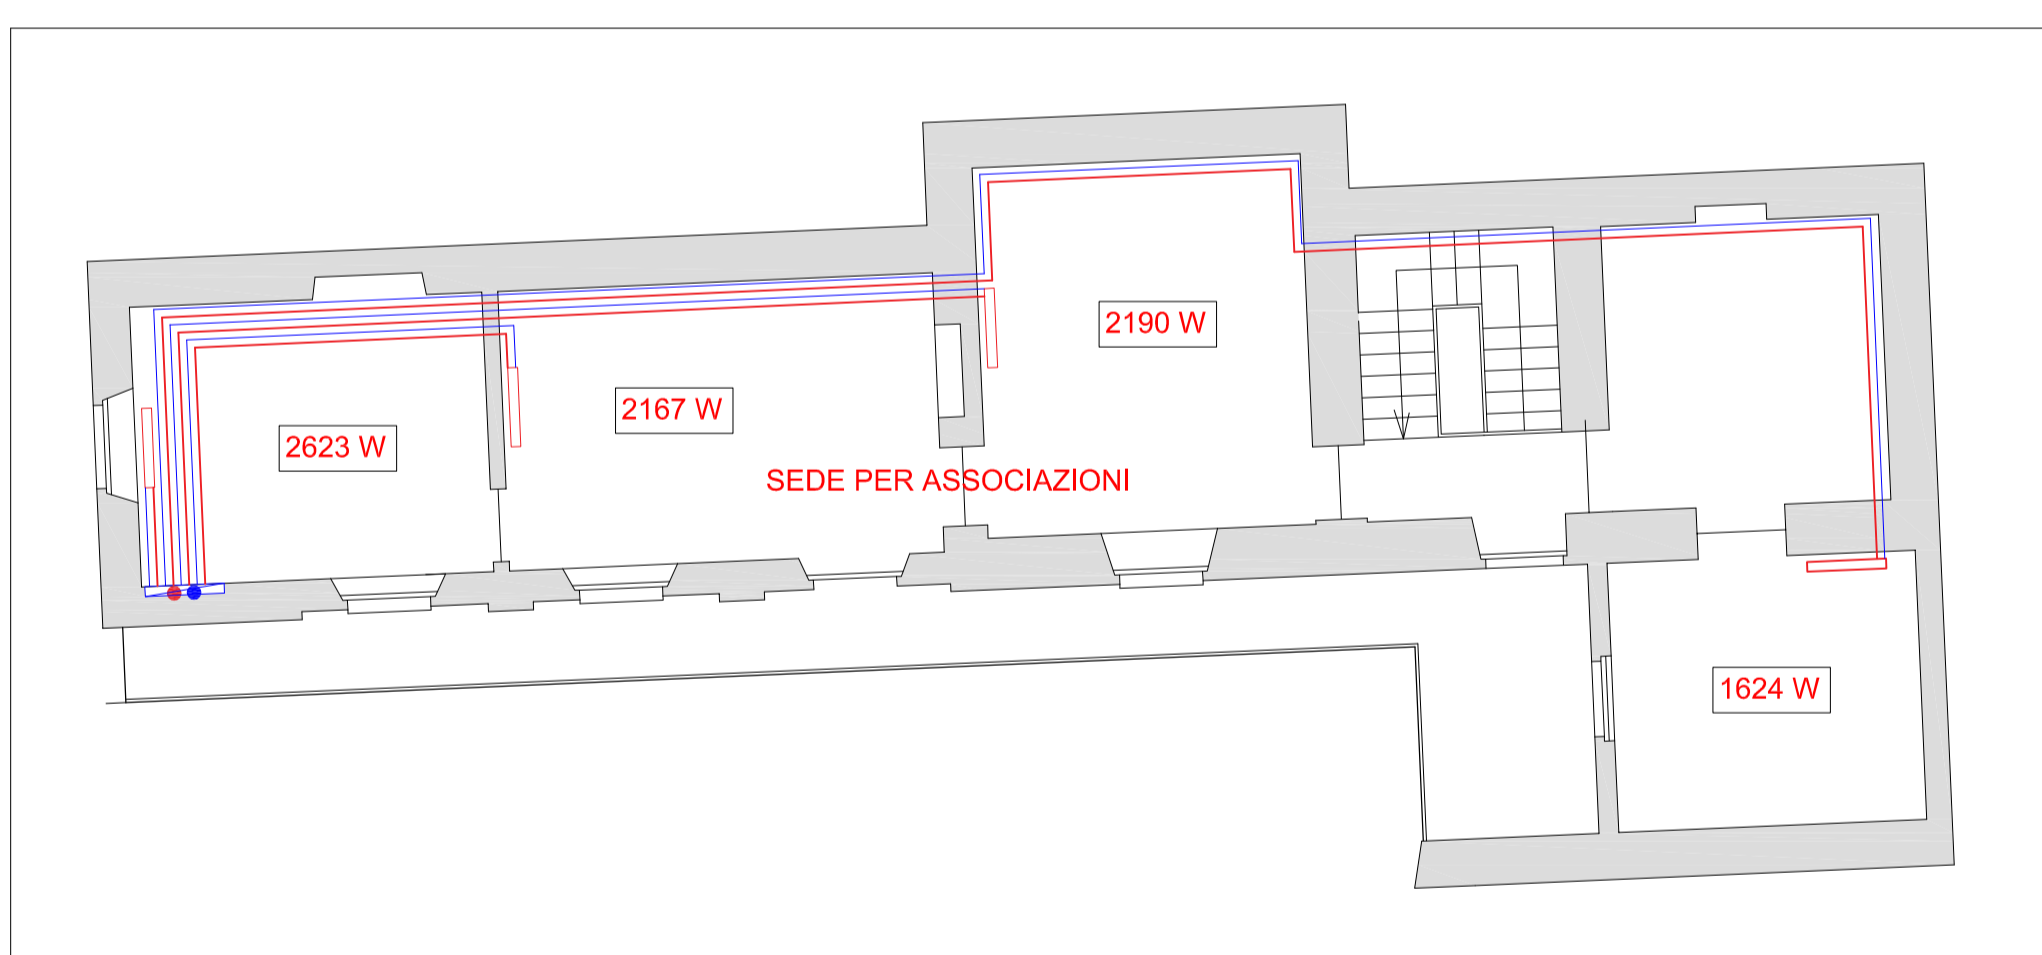 2190 W
2167 W
2623 W
SEDE PER ASSOCIAZIONI
1624 W